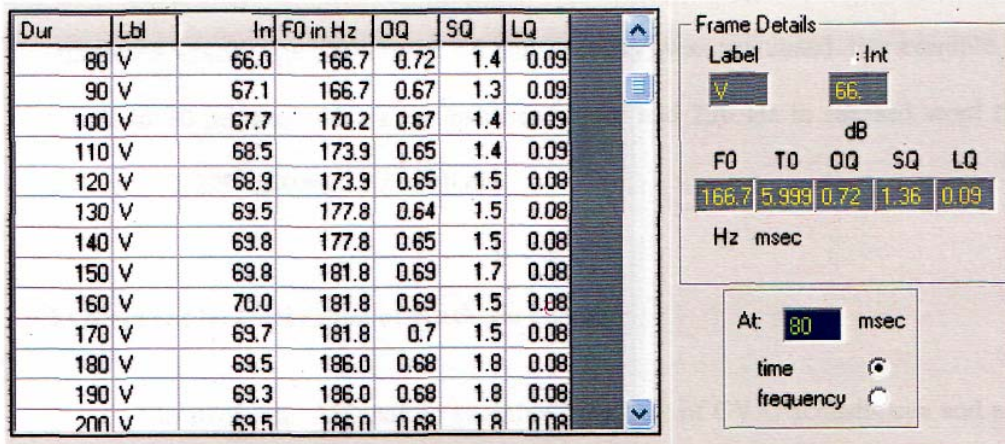 Dur Lbl In F0 in Hz OQ SQ LQ
80 V 66.0 166.7 0.72 1.4 0.09
90 V 67.1 166.7 0.67 1.3 0.09
100 V 67.7 170.2 0.67 1.4 0.09
110 V 68.5 173.9 0.65 1.4 0.09
120 V 68.9 173.9 0.65 1.5 0.08
130 V 69.5 177.8 0.64 1.5 0.08
140 V 69.8 177.8 0.65 1.5 0.08
150 V 69.8 181.8 0.69 1.7 0.08
160 V 70.0 181.8 0.69 1.5 0.08
170 V 69.7 181.8 0.7 1.5 0.08
180 V 69.5 186.0 0.68 1.8 0.08
190 V 69.3 186.0 0.68 1.8 0.08
200 V 69.5 186.0 0.68 1.8 0.08
Frame Details
Label : Int
V 66.
dB
F0 T0 OQ SQ LQ
166.7 5.999 0.72 1.36 0.09
Hz msec
At: 80 msec
time
frequency